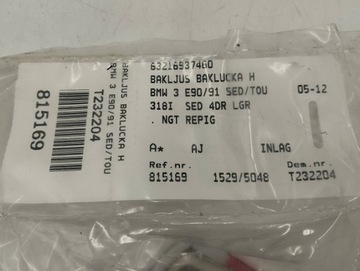 63216937460
BAKLJUS BAKLUCKA H
BMW 3 E90/91 SED/TOU 05-12
318I SED 4DR LGR
. NGT REPIG
A* AJ INLAG
Ref.nr. Dem.nr.
815169 1529/5048 T232204
BAKLJUS BAKLUCKA H
BMW 3 E90/91 SED/TOU
T232204
815169